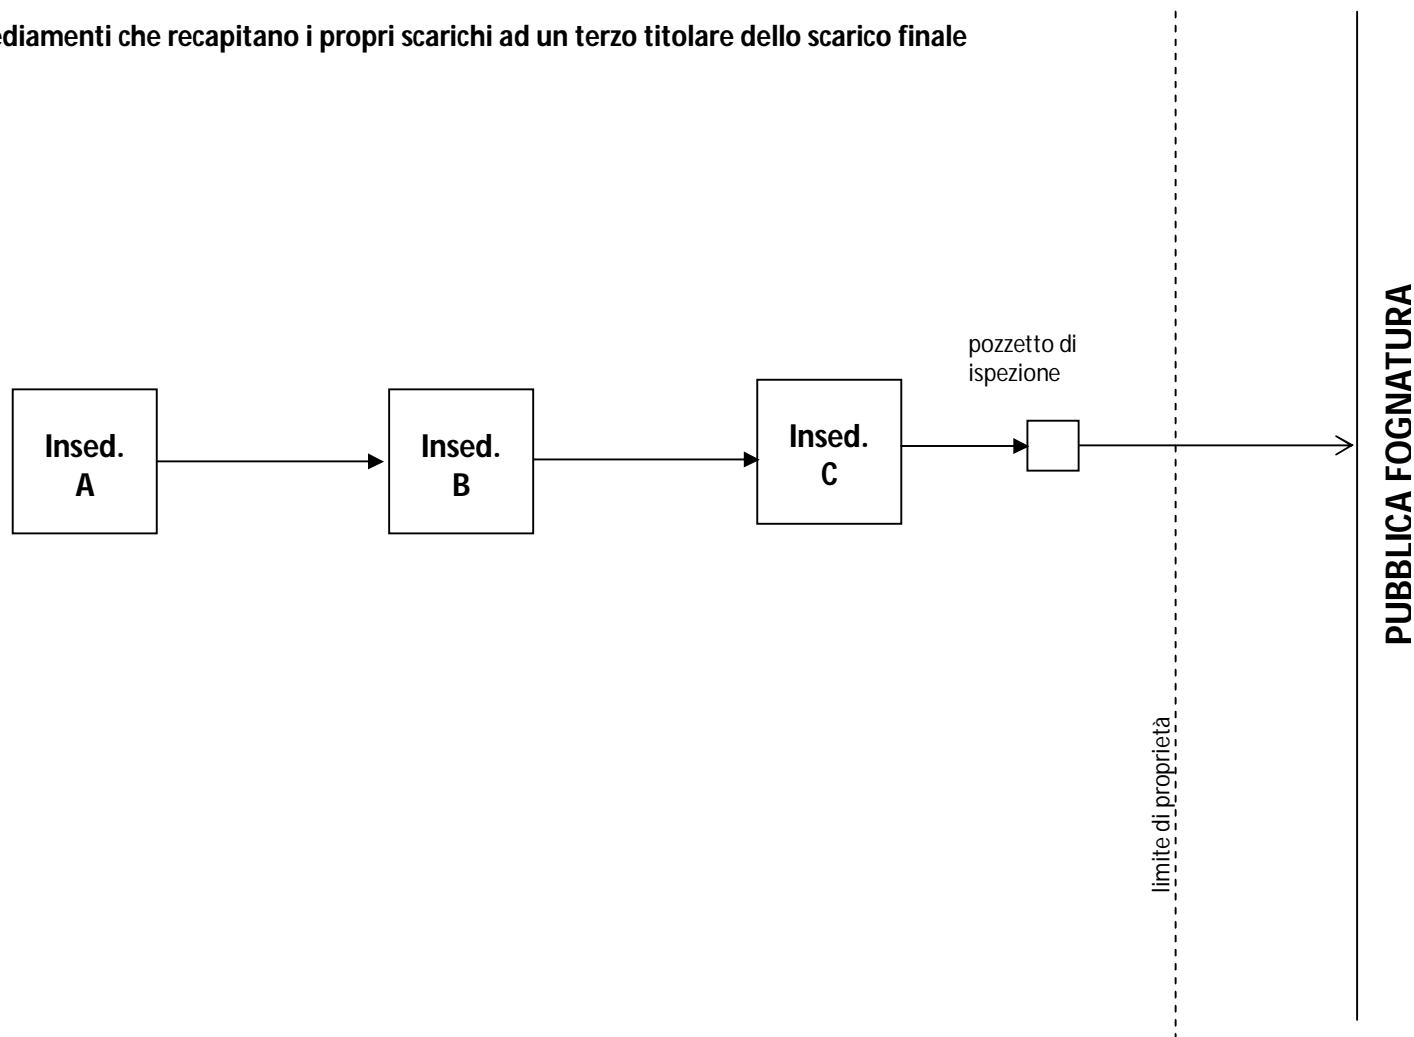 ediamenti che recapitano i propri scarichi ad un terzo titolare dello scarico finale
pozzetto di
ispezione
Insed.
A
Insed.
B
Insed.
C
PUBBLICA FOGNATURA
limite di proprietà